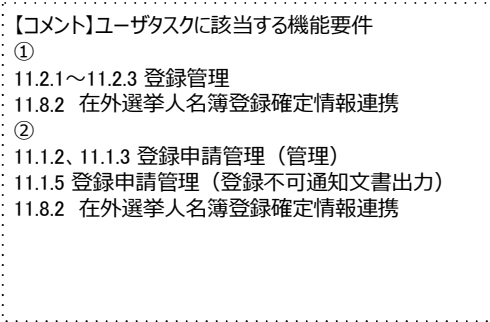 【コメント】ユーザタスクに該当する機能要件
①
11.2.1～11.2.3 登録管理
11.8.2 在外選挙人名簿登録確定情報連携
②
11.1.2、11.1.3 登録申請管理（管理）
11.1.5 登録申請管理（登録不可通知文書出力）
11.8.2 在外選挙人名簿登録確定情報連携